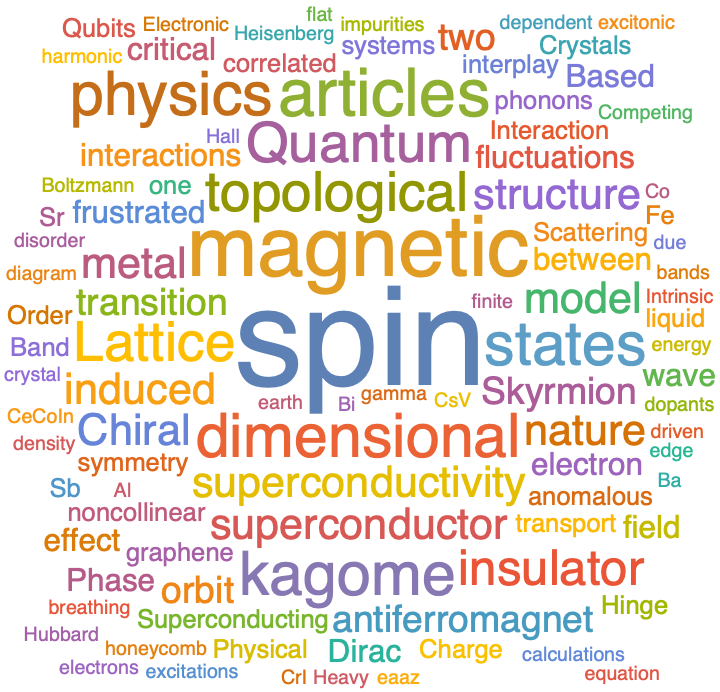 flat impurities dependent excitonic
Qubits Electronic Heisenberg systems two Crystals
harmonic critical correlated interplay Based
physics articles phonons Competing
Hall Quantum Interaction
interactions fluctuations
Boltzmann one topological structure Co
Sr frustrated Scattering Fe
disorder metal magnetic between due
diagram transition finite model Intrinsic bands
Order Lattice spin states liquid
Band energy
crystal induced earth Bi gamma CsV Skyrmion wave
CeCoIn dopants
density Chiral dimensional nature driven
symmetry electron edge
Sb Al superconductivity anomalous Ba
noncollinear superconductor transport field
effect graphene
Phase orbit kagome insulator
breathing Superconducting antiferromagnet Hinge
Hubbard honeycomb Physical Dirac Charge calculations
electrons excitations CrI Heavy eaaz equation